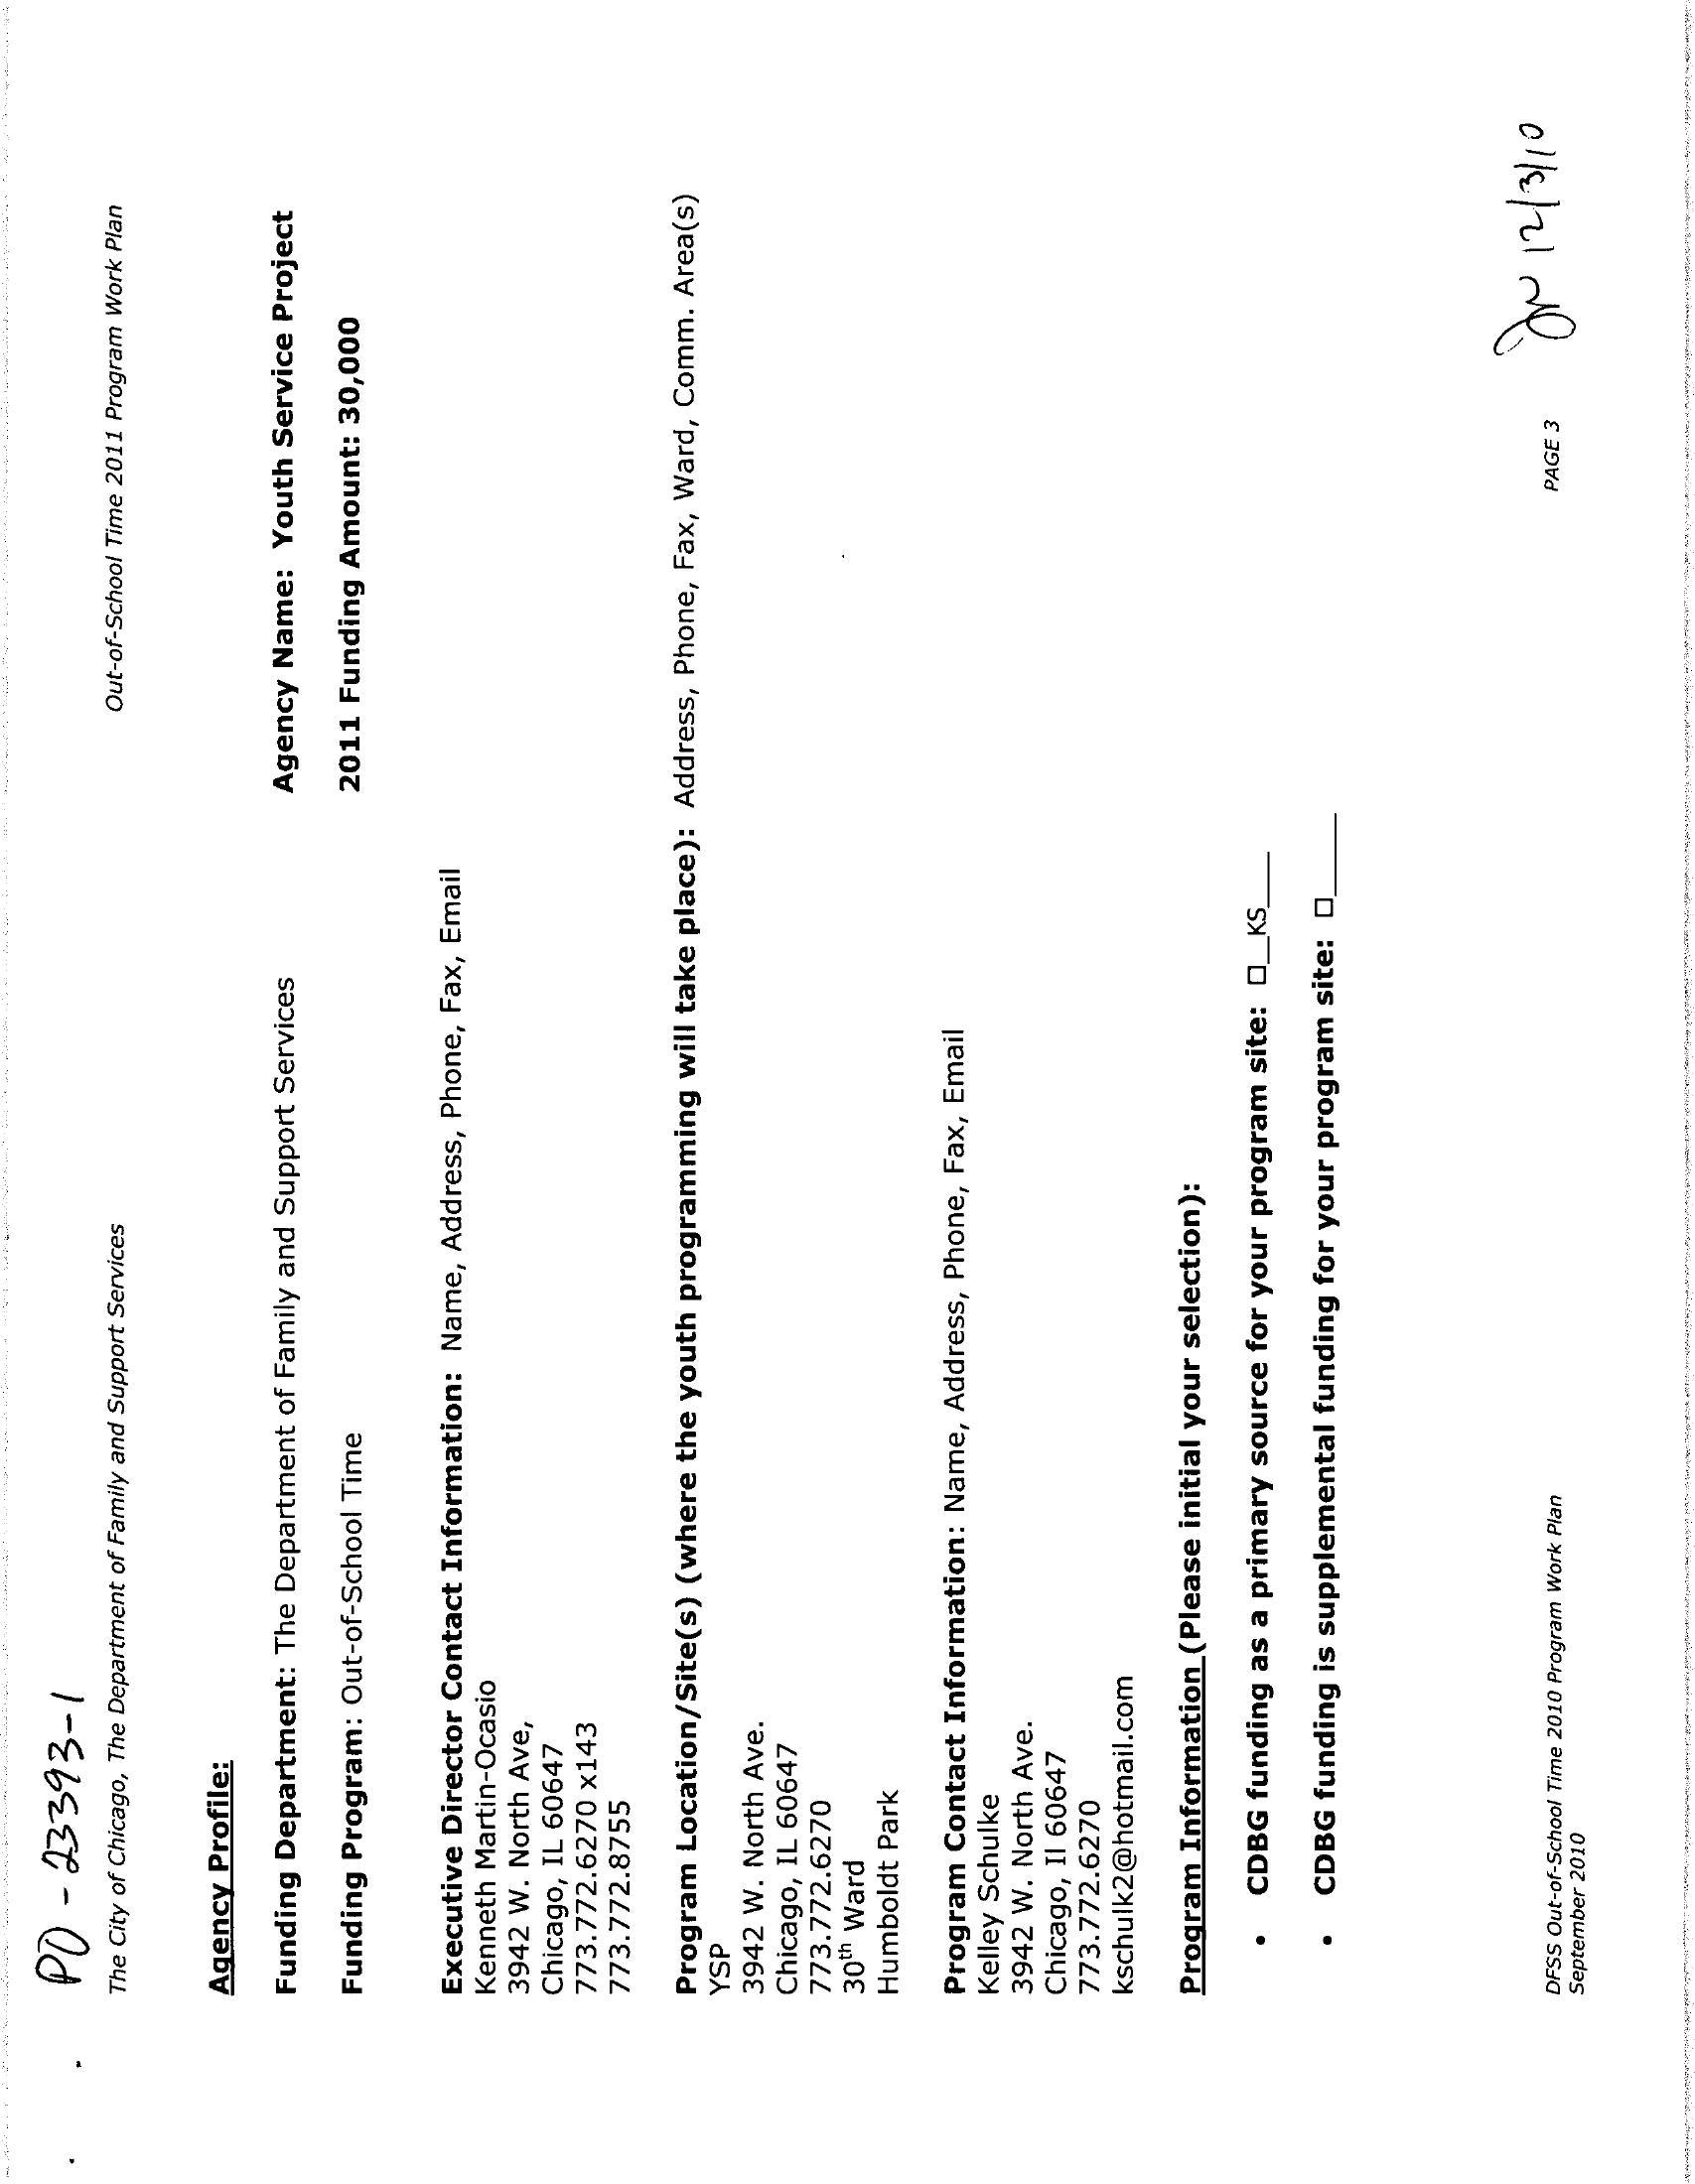 PO-23393-1
The City of Chicago, The Department of Family and Support Services Out-of-School Time 2011 Program Work Plan
Agency Profile:
Funding Department: The Department of Family and Support Services Agency Name: Youth Service Project
Funding Program: Out-of-School Time 2011 Funding Amount: 30,000
Executive Director Contact Information: Name, Address, Phone, Fax, Email
Kenneth Martin-Ocasio
3942 W. North Ave,
Chicago, IL 60647
773.772.6270 x143
773.772.8755
Program Location/Site(s) (where the youth programming will take place): Address, Phone, Fax, Ward, Comm. Area(s)
YSP
3942 W. North Ave.
Chicago, IL 60647
773.772.6270
30th Ward
Humboldt Park
Program Contact Information: Name, Address, Phone, Fax, Email
Kelley Schulke
3942 W. North Ave.
Chicago, Il 60647
773.772.6270
kschulk2@hotmail.com
Program Information (Please initial your selection):
• CDBG funding as a primary source for your program site: □_KS____
• CDBG funding is supplemental funding for your program site: □______
DFSS Out-of-School Time 2010 Program Work Plan PAGE 3 12/3/10
September 2010